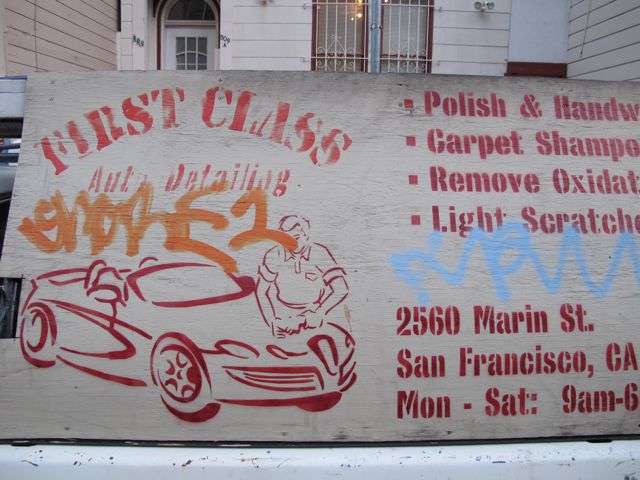 FIRST CLASS
Auto Detailing
Polish & Handw
Carpet Shampo
Remove Oxidat
Light Scratche
2560 Marin St.
San Francisco, CA
Mon - Sat: 9am-6